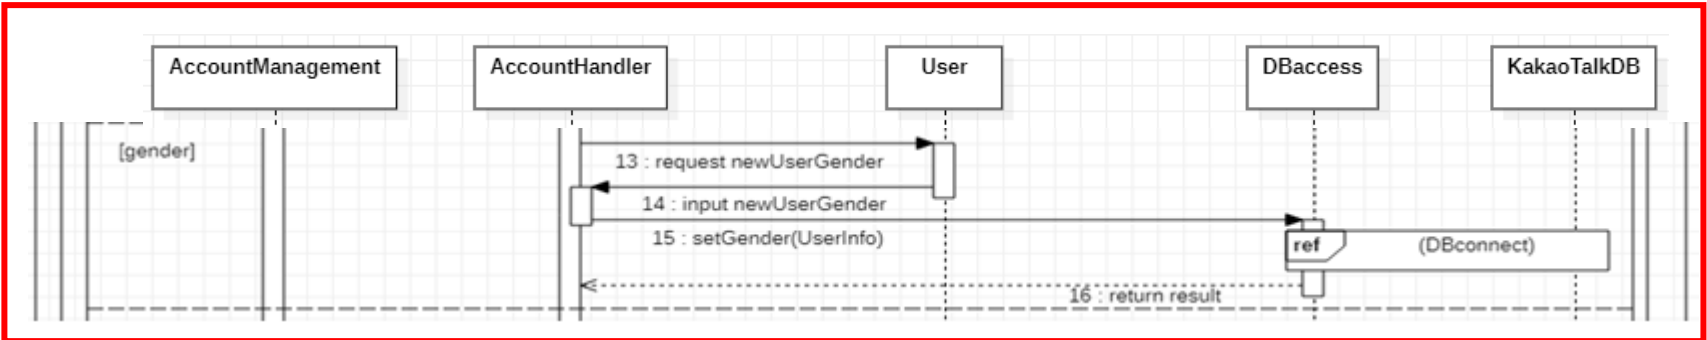 AccountManagement
AccountHandler
User
DBaccess
KakaoTalkDB
[gender]
13 : request newUserGender
14 : input newUserGender
15 : setGender(UserInfo)
ref
(DBconnect)
16 : return result